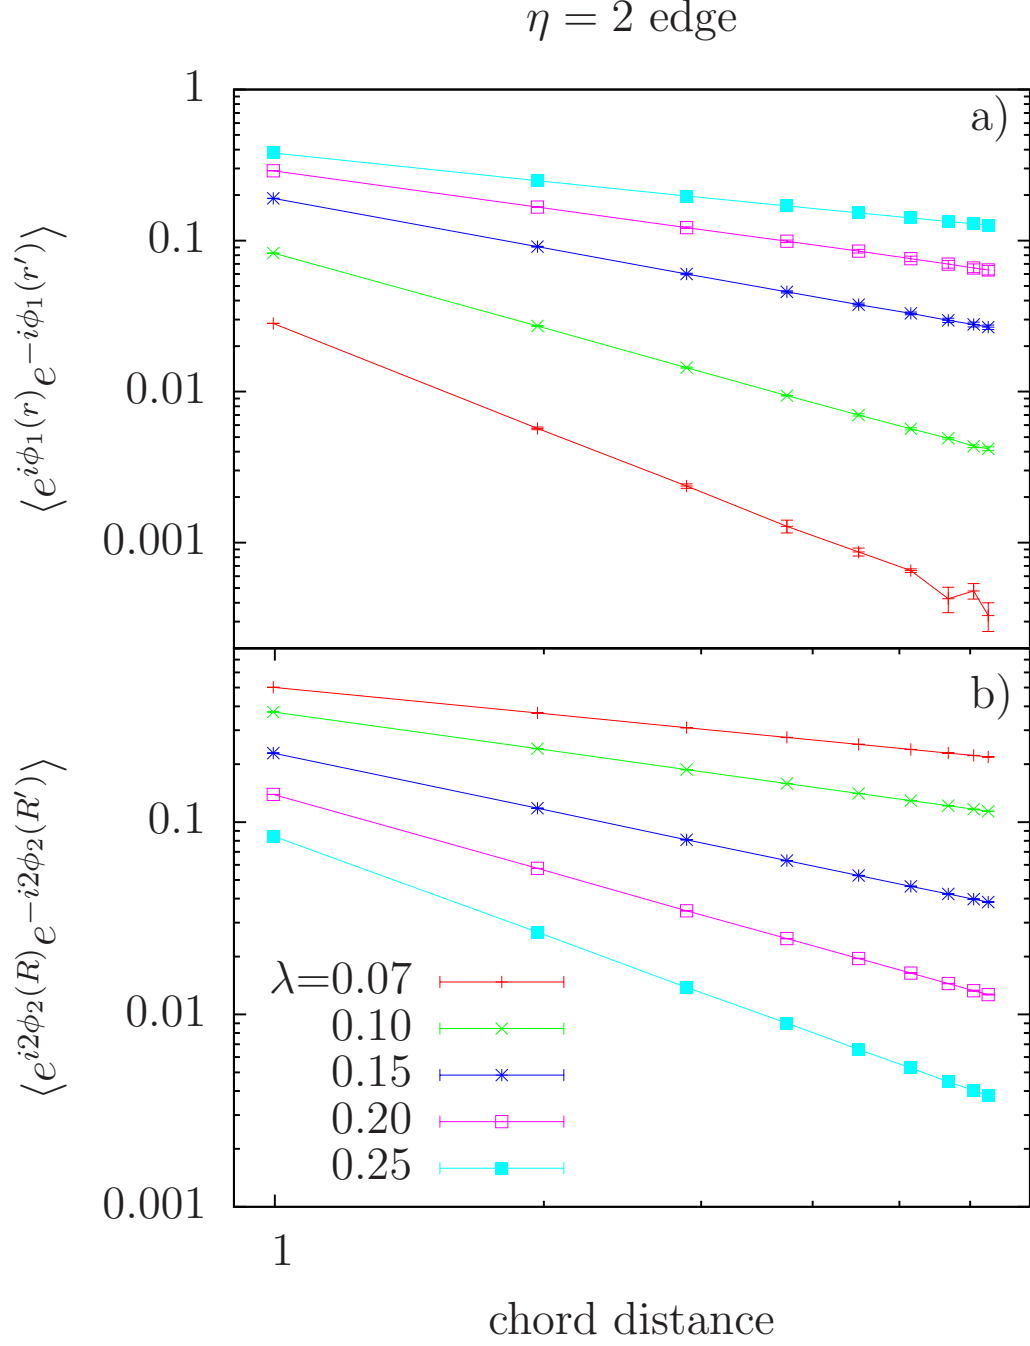 η = 2 edge
a)
1
0.1
0.01
0.001
⟨e^{iϕ₁(r)}e^{−iϕ₁(r′)}⟩
b)
0.1
0.01
0.001
⟨e^{i2ϕ₂(R)}e^{−i2ϕ₂(R′)}⟩
λ=0.07
0.10
0.15
0.20
0.25
1
chord distance